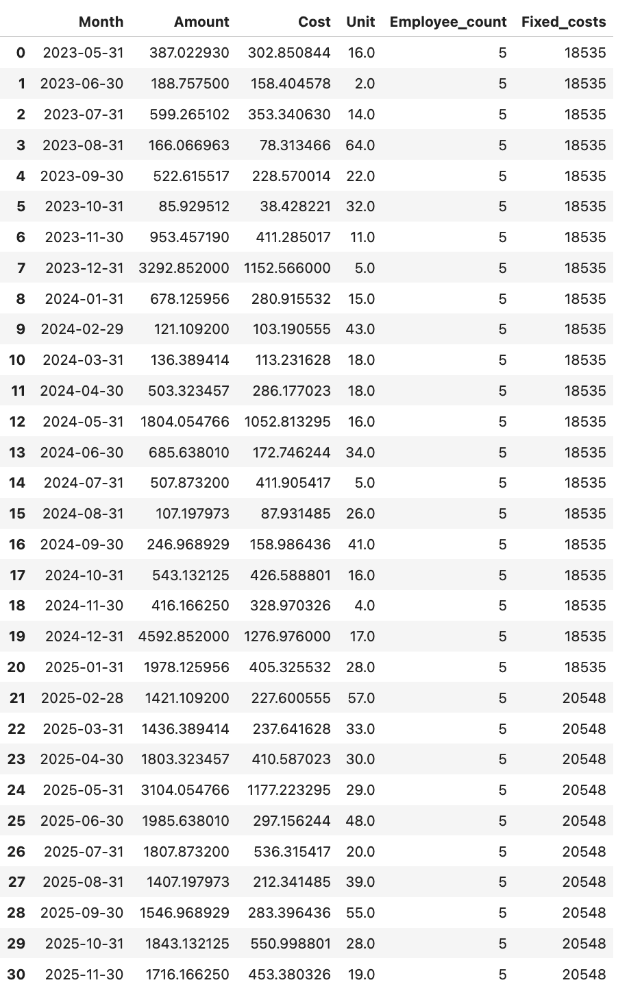 Month Amount Cost Unit Employee_count Fixed_costs
0 2023-05-31 387.022930 302.850844 16.0 5 18535
1 2023-06-30 188.757500 158.404578 2.0 5 18535
2 2023-07-31 599.265102 353.340630 14.0 5 18535
3 2023-08-31 166.066963 78.313466 64.0 5 18535
4 2023-09-30 522.615517 228.570014 22.0 5 18535
5 2023-10-31 85.929512 38.428221 32.0 5 18535
6 2023-11-30 953.457190 411.285017 11.0 5 18535
7 2023-12-31 3292.852000 1152.566000 5.0 5 18535
8 2024-01-31 678.125956 280.915532 15.0 5 18535
9 2024-02-29 121.109200 103.190555 43.0 5 18535
10 2024-03-31 136.389414 113.231628 18.0 5 18535
11 2024-04-30 503.323457 286.177023 18.0 5 18535
12 2024-05-31 1804.054766 1052.813295 16.0 5 18535
13 2024-06-30 685.638010 172.746244 34.0 5 18535
14 2024-07-31 507.873200 411.905417 5.0 5 18535
15 2024-08-31 107.197973 87.931485 26.0 5 18535
16 2024-09-30 246.968929 158.986436 41.0 5 18535
17 2024-10-31 543.132125 426.588801 16.0 5 18535
18 2024-11-30 416.166250 328.970326 4.0 5 18535
19 2024-12-31 4592.852000 1276.976000 17.0 5 18535
20 2025-01-31 1978.125956 405.325532 28.0 5 18535
21 2025-02-28 1421.109200 227.600555 57.0 5 20548
22 2025-03-31 1436.389414 237.641628 33.0 5 20548
23 2025-04-30 1803.323457 410.587023 30.0 5 20548
24 2025-05-31 3104.054766 1177.223295 29.0 5 20548
25 2025-06-30 1985.638010 297.156244 48.0 5 20548
26 2025-07-31 1807.873200 536.315417 20.0 5 20548
27 2025-08-31 1407.197973 212.341485 39.0 5 20548
28 2025-09-30 1546.968929 283.396436 55.0 5 20548
29 2025-10-31 1843.132125 550.998801 28.0 5 20548
30 2025-11-30 1716.166250 453.380326 19.0 5 20548